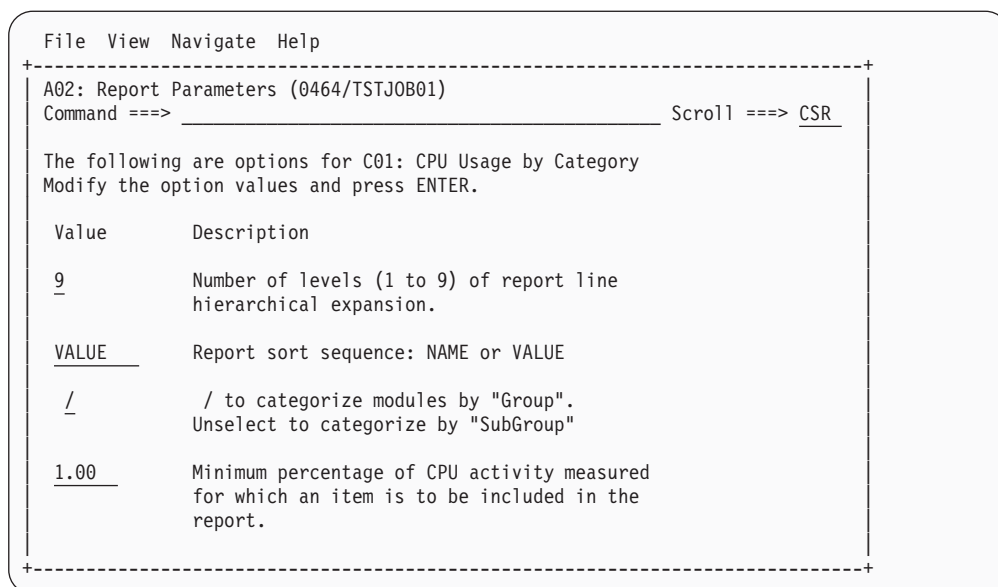 File View Navigate Help
+------------------------------------------------------------------------------+
A02: Report Parameters (0464/TSTJOB01)
Command ===> _____________________________________________ Scroll ===> CSR
The following are options for C01: CPU Usage by Category
Modify the option values and press ENTER.
Value Description
9 Number of levels (1 to 9) of report line
hierarchical expansion.
VALUE Report sort sequence: NAME or VALUE
/ / to categorize modules by "Group".
Unselect to categorize by "SubGroup"
1.00 Minimum percentage of CPU activity measured
for which an item is to be included in the
report.
+------------------------------------------------------------------------------+